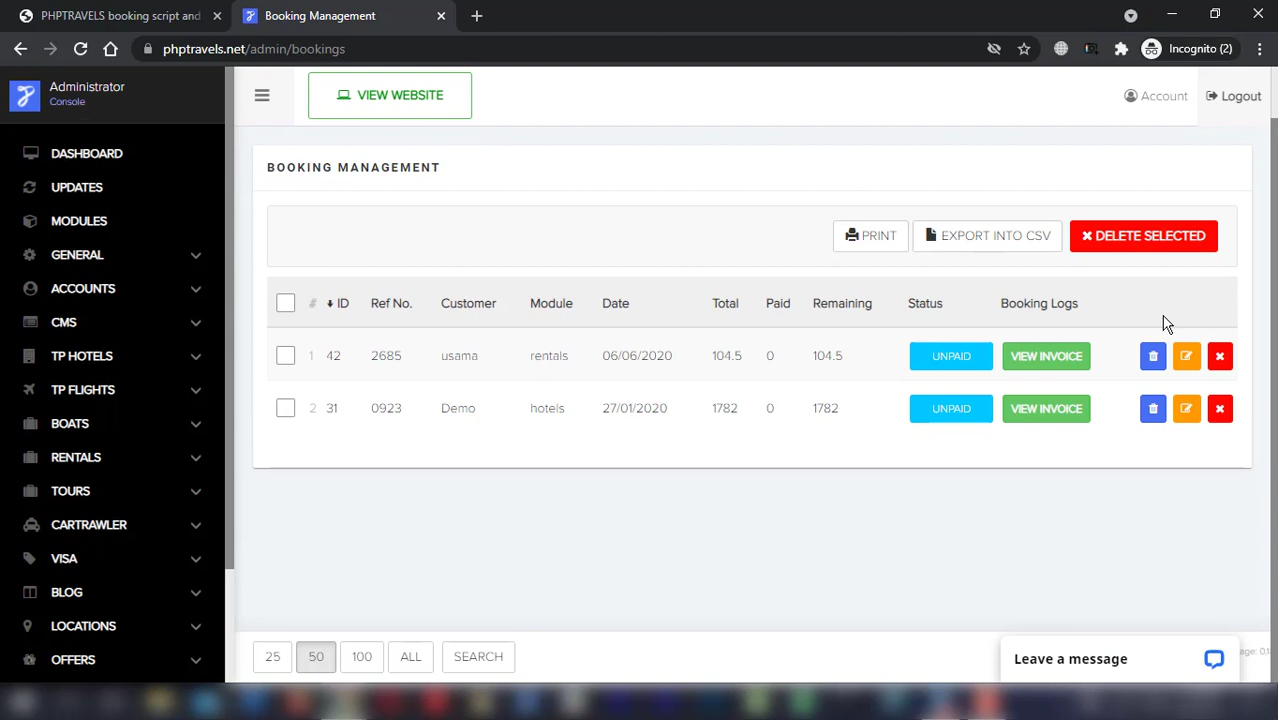 PHPTRAVELS booking script and
Booking Management
phptravels.net/admin/bookings
Incognito (2)
Administrator
Console
VIEW WEBSITE
Account
Logout
DASHBOARD
UPDATES
MODULES
GENERAL
ACCOUNTS
CMS
TP HOTELS
TP FLIGHTS
BOATS
RENTALS
TOURS
CARTRAWLER
VISA
BLOG
LOCATIONS
OFFERS
BOOKING MANAGEMENT
PRINT EXPORT INTO CSV DELETE SELECTED
# ID Ref No. Customer Module Date Total Paid Remaining Status Booking Logs
1 42 2685 usama rentals 06/06/2020 104.5 0 104.5 UNPAID VIEW INVOICE
2 31 0923 Demo hotels 27/01/2020 1782 0 1782 UNPAID VIEW INVOICE
25 50 100 ALL SEARCH
Leave a message